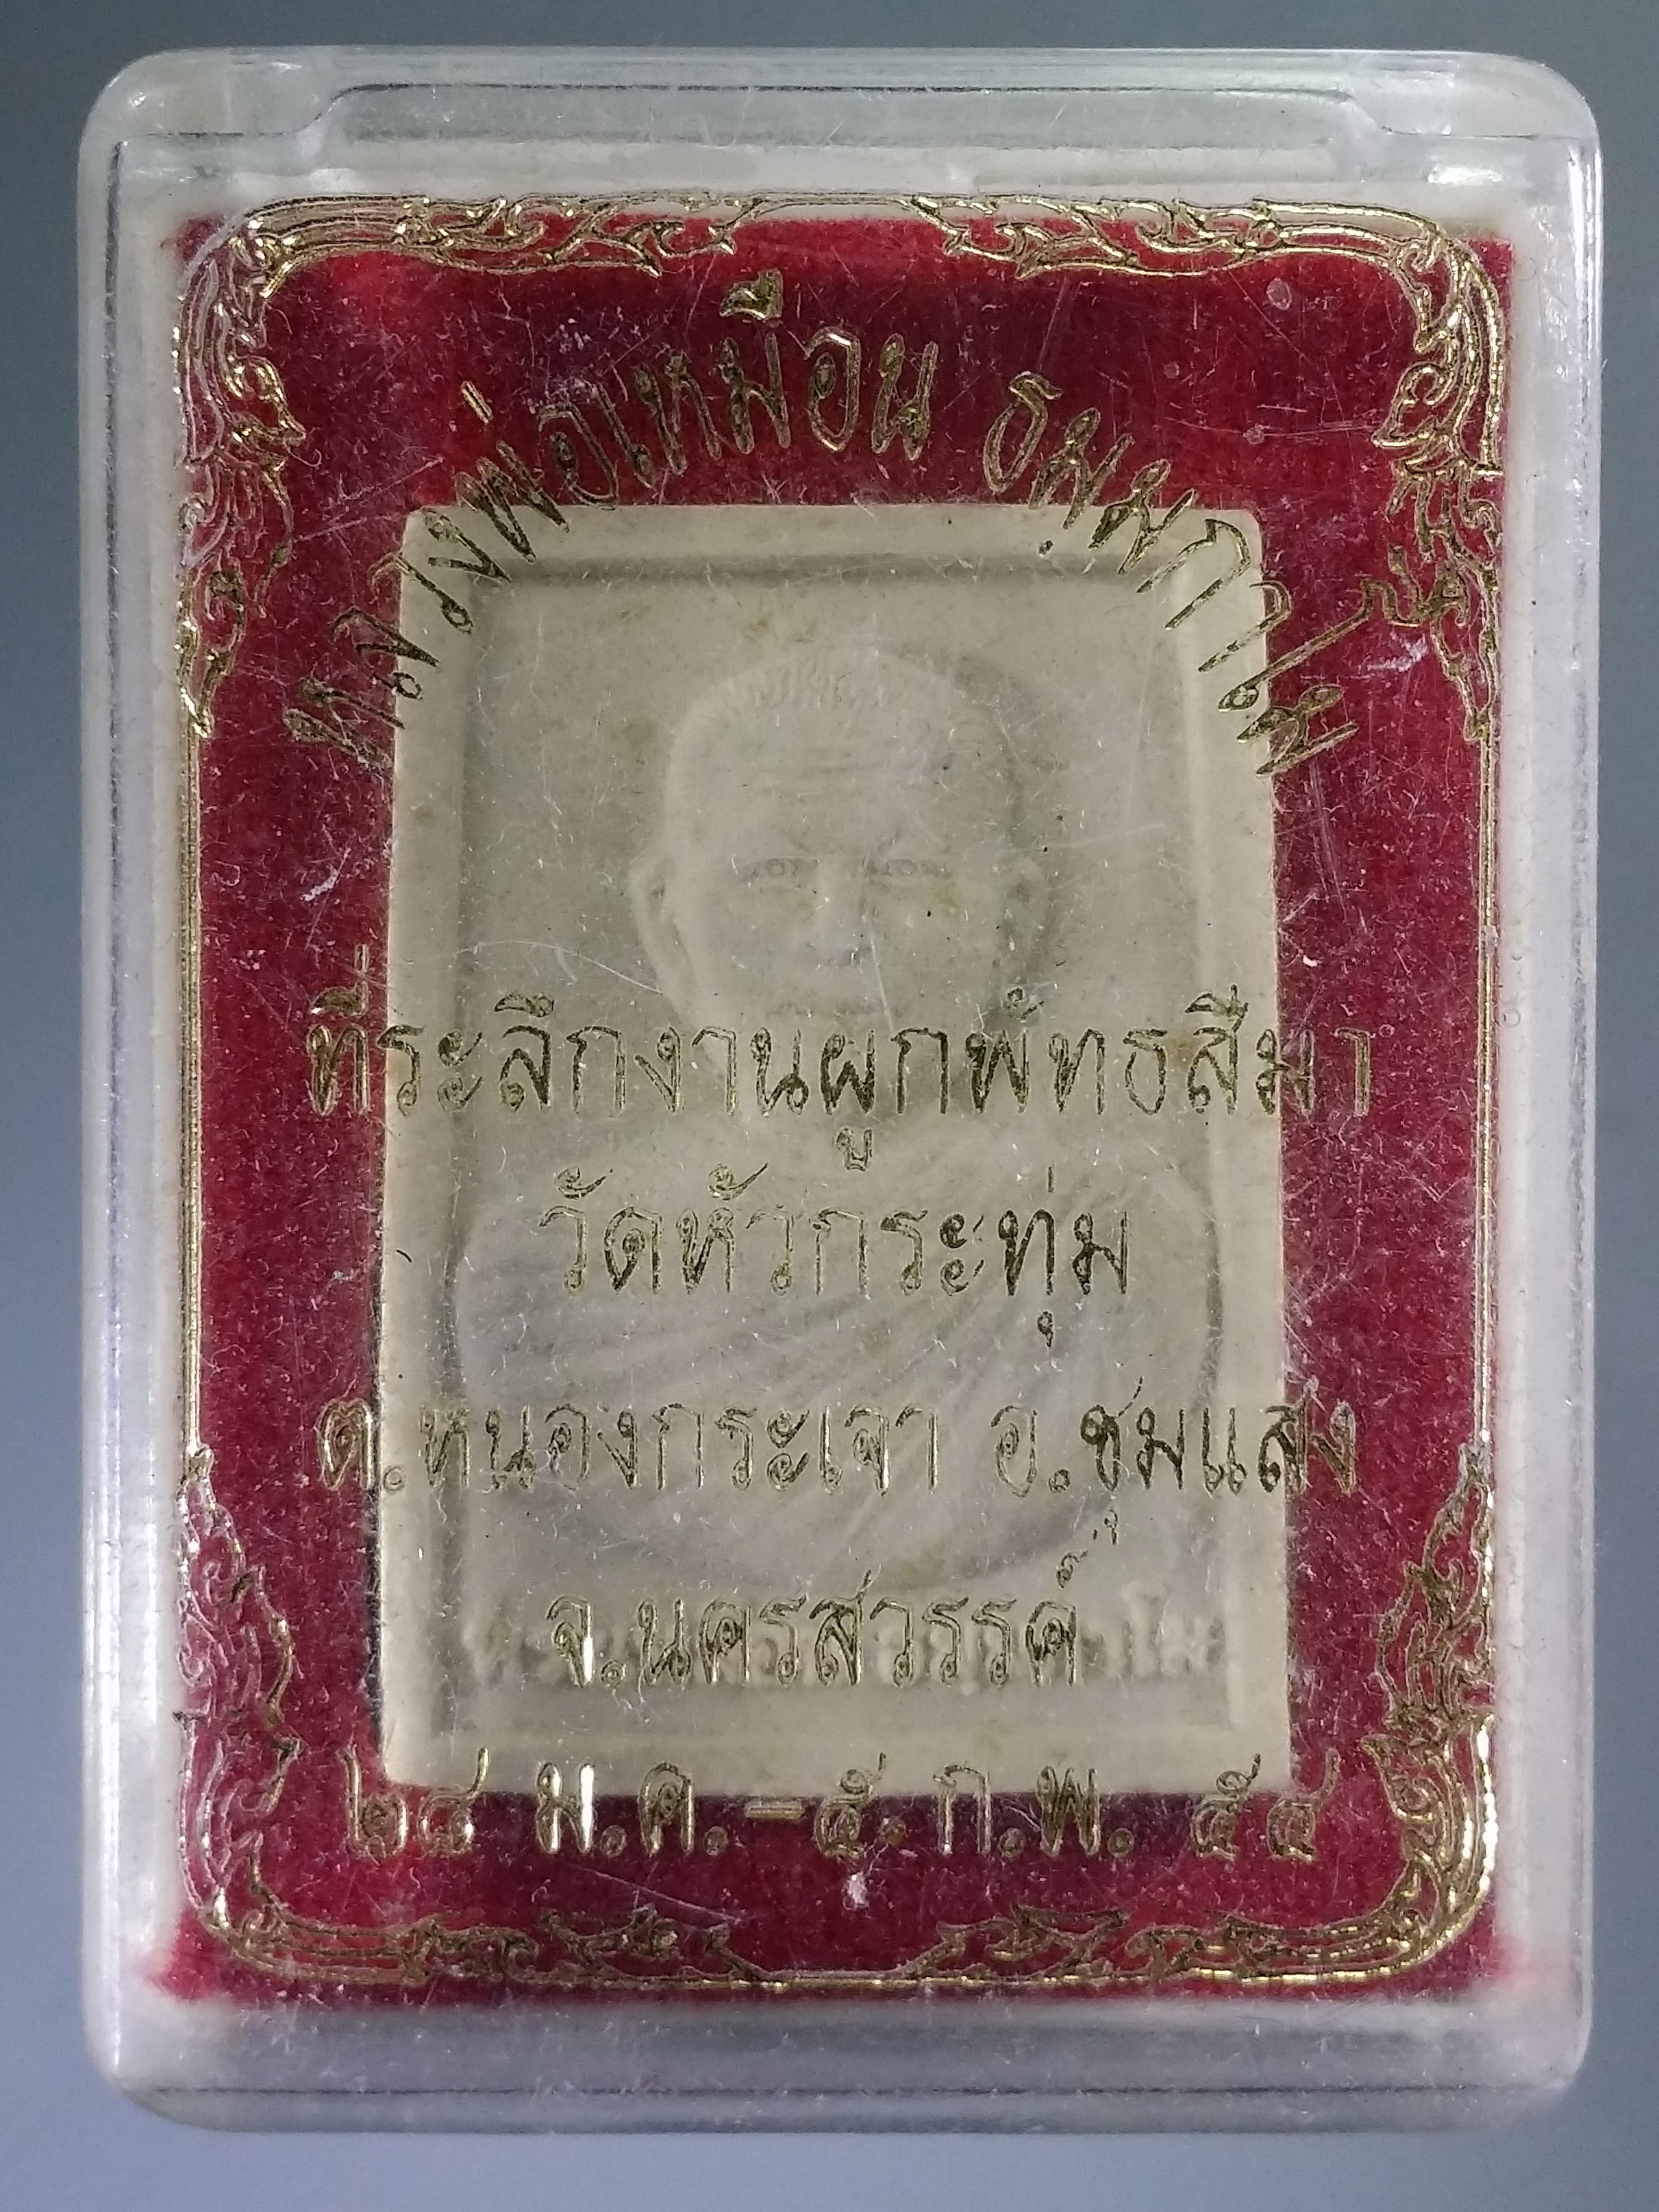 หลวงพ่อเหมือน ธมฺมกาโม
ที่ระลึกงานผูกพัทธสีมา
วัดหัวกระทุ่ม
ต.หนองกระเจา อ.ชุมแสง
จ.นครสวรรค์
๒๘ ม.ค.-๕ ก.พ. ๕๔